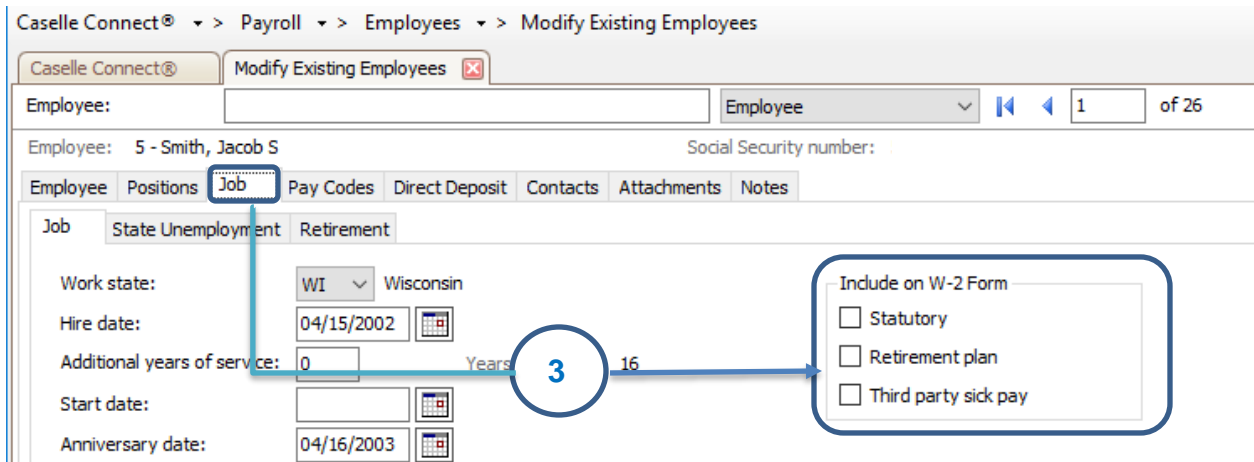 Caselle Connect® > Payroll > Employees > Modify Existing Employees
Caselle Connect® Modify Existing Employees
Employee: Employee 1 of 26
Employee: 5 - Smith, Jacob S Social Security number:
Employee Positions Job Pay Codes Direct Deposit Contacts Attachments Notes
Job State Unemployment Retirement
Work state: WI Wisconsin
Include on W-2 Form
Hire date: 04/15/2002
Statutory
Additional years of service: 0 Years 16
3
Retirement plan
Start date:
Third party sick pay
Anniversary date: 04/16/2003